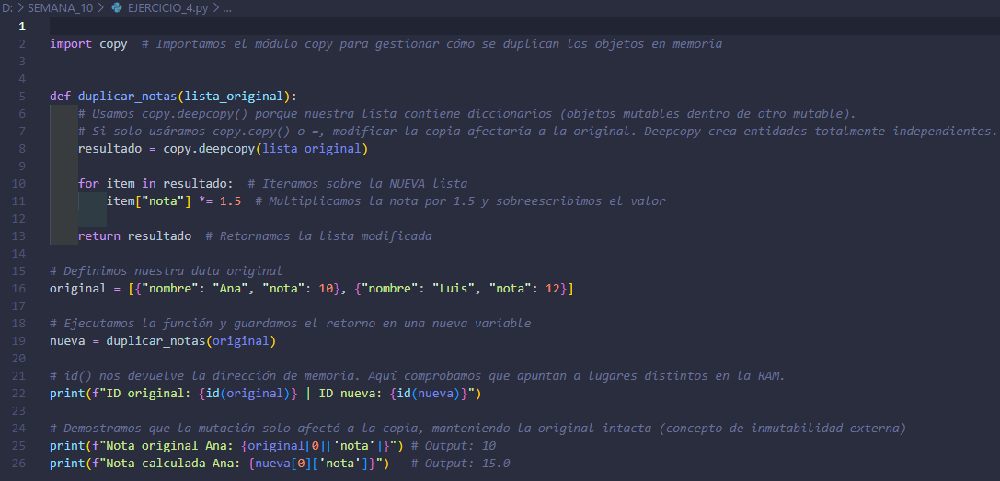 D: > SEMANA_10 > EJERCICIO_4.py > ...
1
2 import copy  # Importamos el módulo copy para gestionar cómo se duplican los objetos en memoria
3
4
5 def duplicar_notas(lista_original):
6     # Usamos copy.deepcopy() porque nuestra lista contiene diccionarios (objetos mutables dentro de otro mutable).
7     # Si solo usáramos copy.copy() o =, modificar la copia afectaría a la original. Deepcopy crea entidades totalmente independientes.
8     resultado = copy.deepcopy(lista_original)
9
10     for item in resultado:  # Iteramos sobre la NUEVA lista
11         item["nota"] *= 1.5  # Multiplicamos la nota por 1.5 y sobreescribimos el valor
12
13     return resultado  # Retornamos la lista modificada
14
15 # Definimos nuestra data original
16 original = [{"nombre": "Ana", "nota": 10}, {"nombre": "Luis", "nota": 12}]
17
18 # Ejecutamos la función y guardamos el retorno en una nueva variable
19 nueva = duplicar_notas(original)
20
21 # id() nos devuelve la dirección de memoria. Aquí comprobamos que apuntan a lugares distintos en la RAM.
22 print(f"ID original: {id(original)} | ID nueva: {id(nueva)}")
23
24 # Demostramos que la mutación solo afectó a la copia, manteniendo la original intacta (concepto de inmutabilidad externa)
25 print(f"Nota original Ana: {original[0]['nota']}") # Output: 10
26 print(f"Nota calculada Ana: {nueva[0]['nota']}")   # Output: 15.0